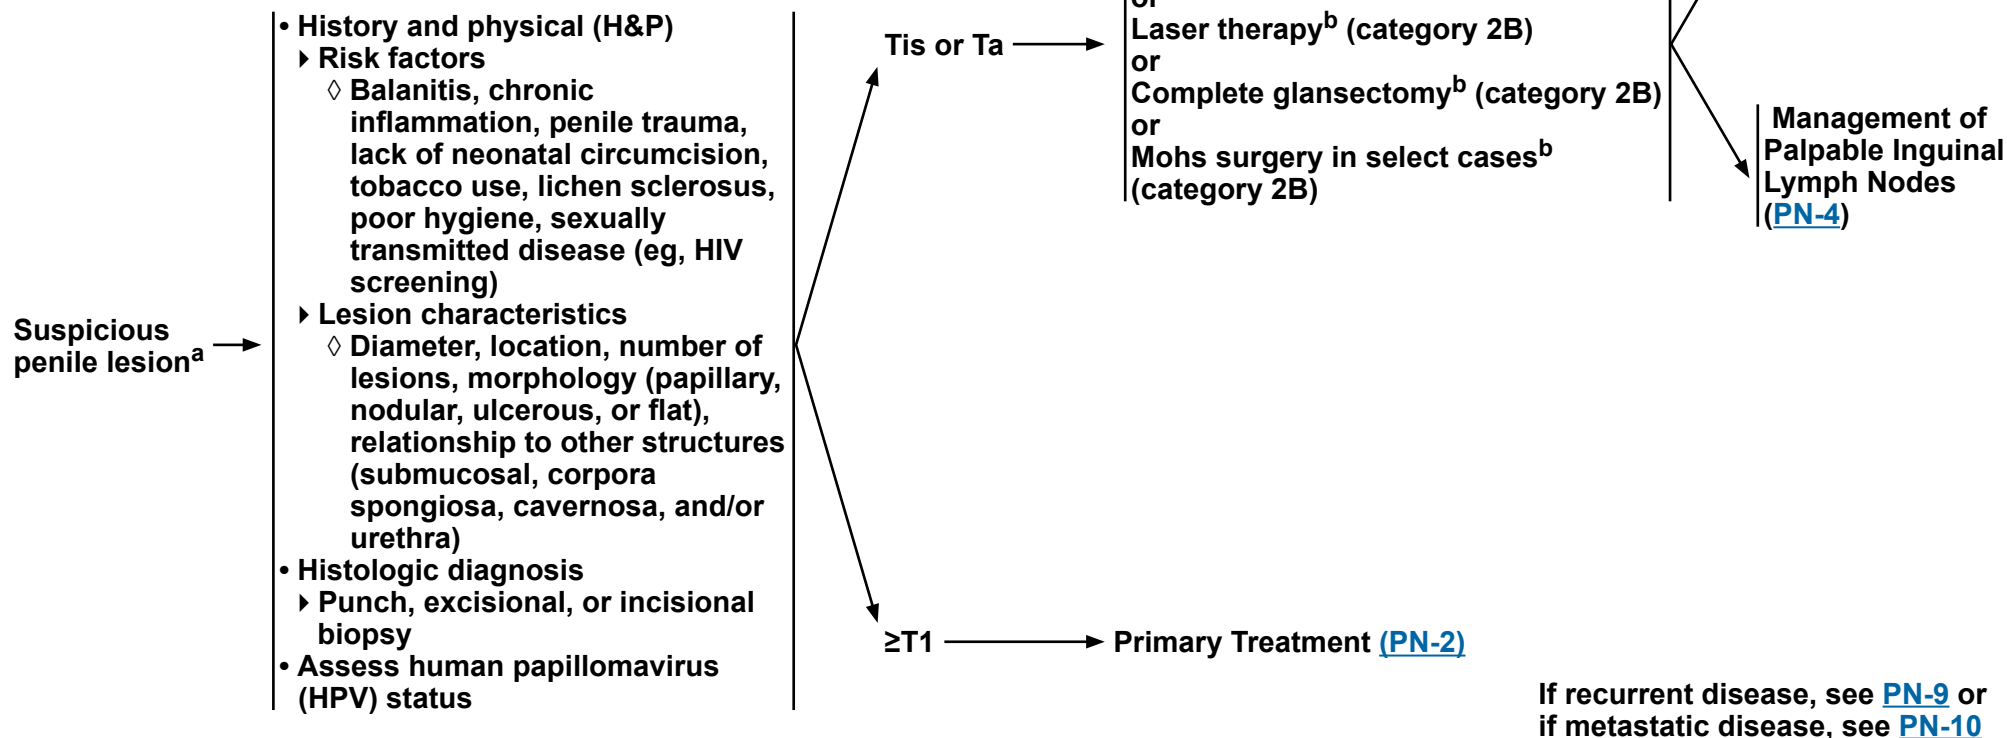 Suspicious
penile lesionᵃ
• History and physical (H&P)
▸ Risk factors
◊ Balanitis, chronic
inflammation, penile trauma,
lack of neonatal circumcision,
tobacco use, lichen sclerosus,
poor hygiene, sexually
transmitted disease (eg, HIV
screening)
▸ Lesion characteristics
◊ Diameter, location, number of
lesions, morphology (papillary,
nodular, ulcerous, or flat),
relationship to other structures
(submucosal, corpora
spongiosa, cavernosa, and/or
urethra)
• Histologic diagnosis
▸ Punch, excisional, or incisional
biopsy
• Assess human papillomavirus
(HPV) status
Tis or Ta
or
Laser therapyᵇ (category 2B)
or
Complete glansectomyᵇ (category 2B)
or
Mohs surgery in select casesᵇ
(category 2B)
Management of
Palpable Inguinal
Lymph Nodes
(PN-4)
≥T1
Primary Treatment (PN-2)
If recurrent disease, see PN-9 or
if metastatic disease, see PN-10